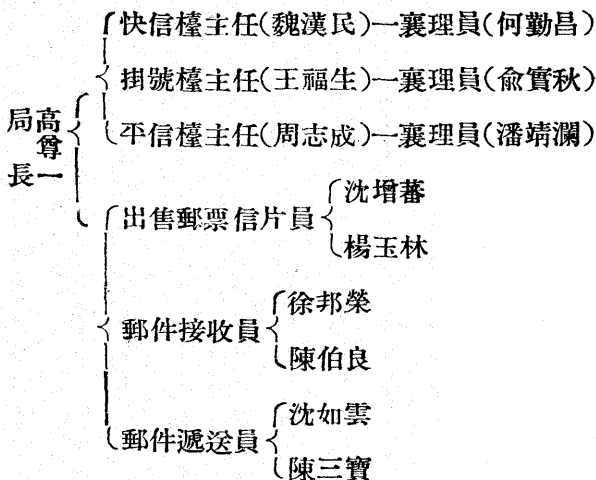 局長 高尊一
快信檯主任(魏漢民)—襄理員(何勤昌)
掛號檯主任(王福生)—襄理員(俞實秋)
平信檯主任(周志成)—襄理員(潘靖瀾)
出售郵票信片員
沈增蕃
楊玉林
郵件接收員
徐邦榮
陳伯良
郵件遞送員
沈如雲
陳三寶